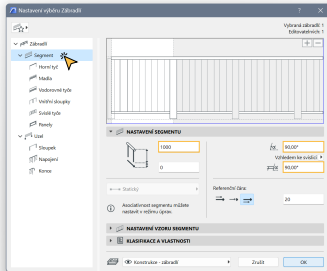 Nastavení výběru Zábradlí
? ×
Vybraná zábradlí: 1
Editovatelných: 1
Zábradlí
Segment
Horní tyč
Madla
Vodorovné tyče
Vnitřní sloupky
Svislé tyče
Panely
Uzel
Sloupek
Napojení
Konce
+ −
NASTAVENÍ SEGMENTU
1000
0
90,00°
Vzhledem ke svislici
90,00°
Statický
Asociativnost segmentu můžete
nastavit v režimu úprav.
Referenční čára:
20
NASTAVENÍ VZORU SEGMENTU
KLASIFIKACE A VLASTNOSTI
Konstrukce - zábradlí
Zrušit
OK